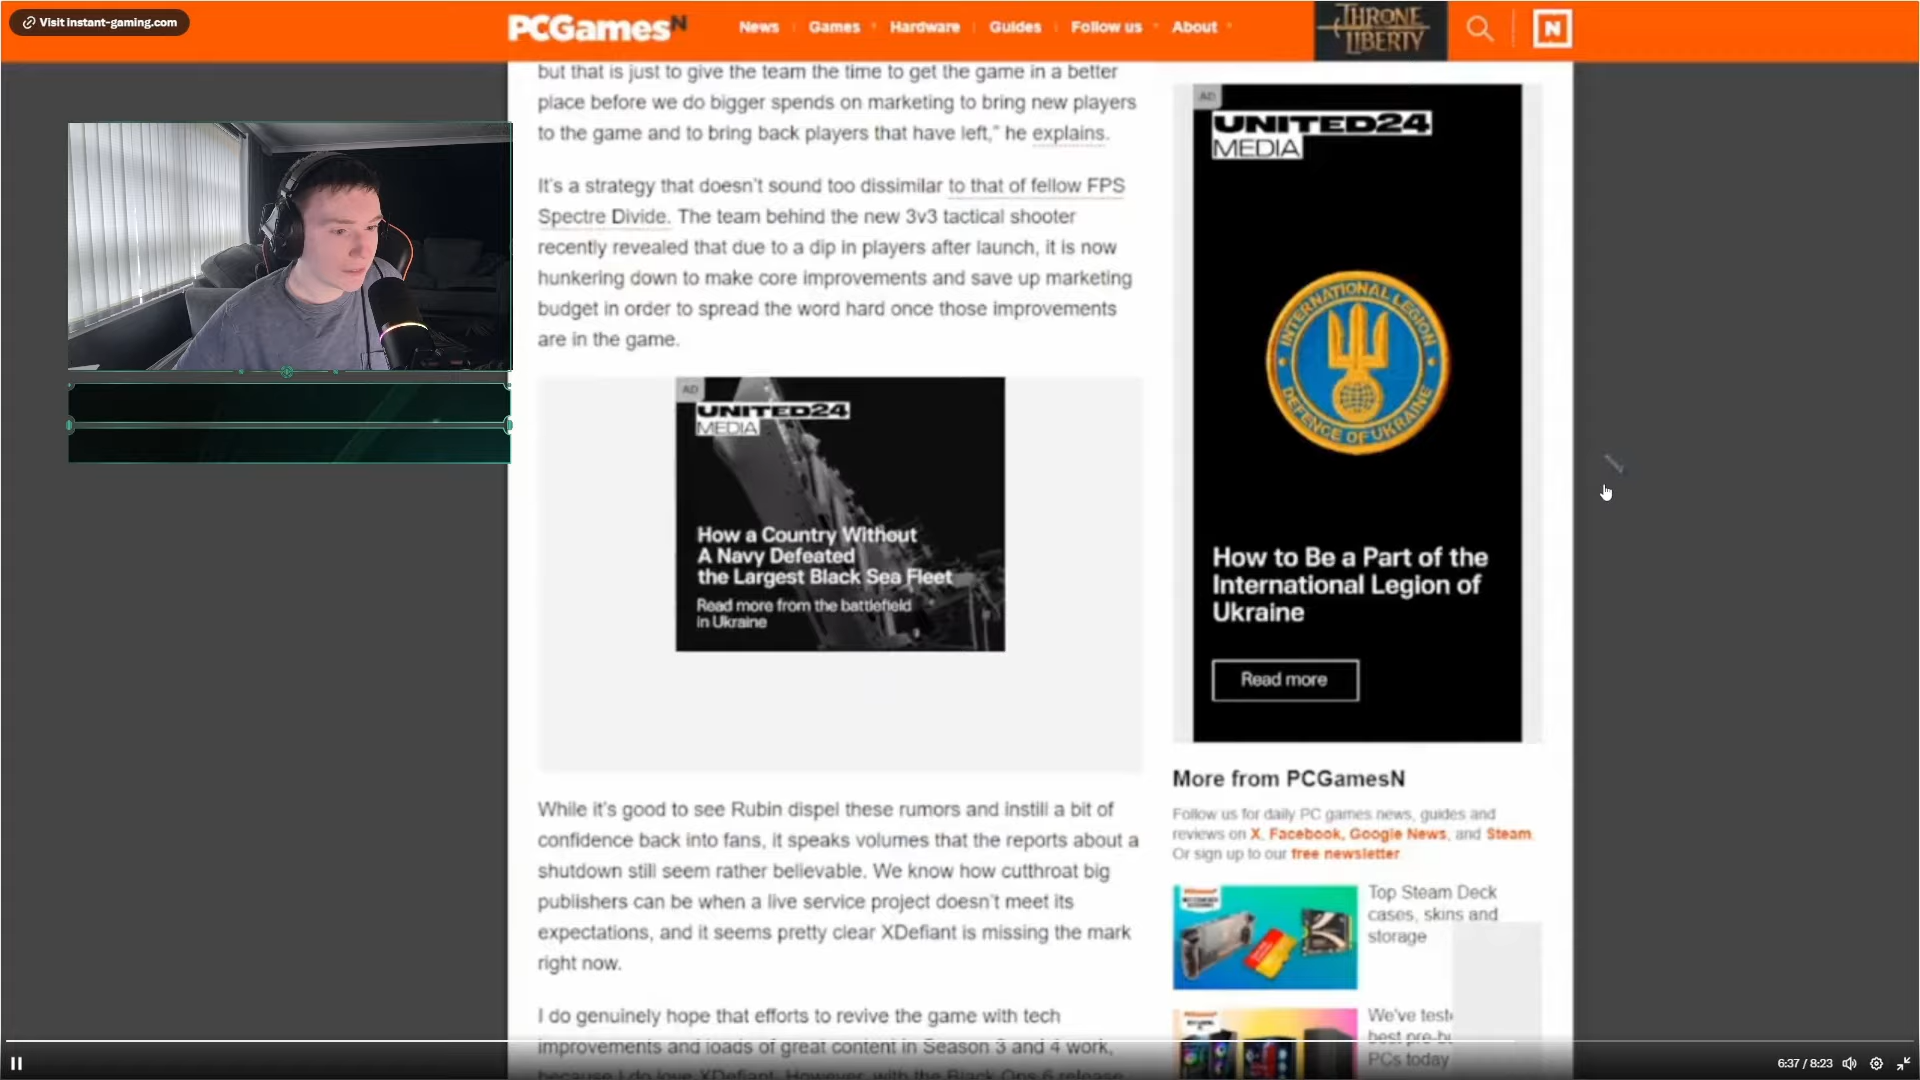 Visit instant-gaming.com
PCGamesN
News
Games
Hardware
Guides
Follow us
About
THRONE
LIBERTY
N
but that is just to give the team the time to get the game in a better
place before we do bigger spends on marketing to bring new players
to the game and to bring back players that have left,” he explains.
It’s a strategy that doesn’t sound too dissimilar to that of fellow FPS
Spectre Divide. The team behind the new 3v3 tactical shooter
recently revealed that due to a dip in players after launch, it is now
hunkering down to make core improvements and save up marketing
budget in order to spread the word hard once those improvements
are in the game.
AD
UNITED24
MEDIA
How a Country Without
A Navy Defeated
the Largest Black Sea Fleet
Read more from the battlefield
in Ukraine
While it’s good to see Rubin dispel these rumors and instill a bit of
confidence back into fans, it speaks volumes that the reports about a
shutdown still seem rather believable. We know how cutthroat big
publishers can be when a live service project doesn’t meet its
expectations, and it seems pretty clear XDefiant is missing the mark
right now.
I do genuinely hope that efforts to revive the game with tech
improvements and loads of great content in Season 3 and 4 work,
because I do love XDefiant. However, with the Black Ops 6 release
AD
UNITED24
MEDIA
INTERNATIONAL LEGION
DEFENCE OF UKRAINE
How to Be a Part of the
International Legion of
Ukraine
Read more
More from PCGamesN
Follow us for daily PC games news, guides and
reviews on X, Facebook, Google News, and Steam.
Or sign up to our free newsletter
Top Steam Deck
cases, skins and
storage
We've teste
best pre-bu
PCs today
6:37 / 8:23